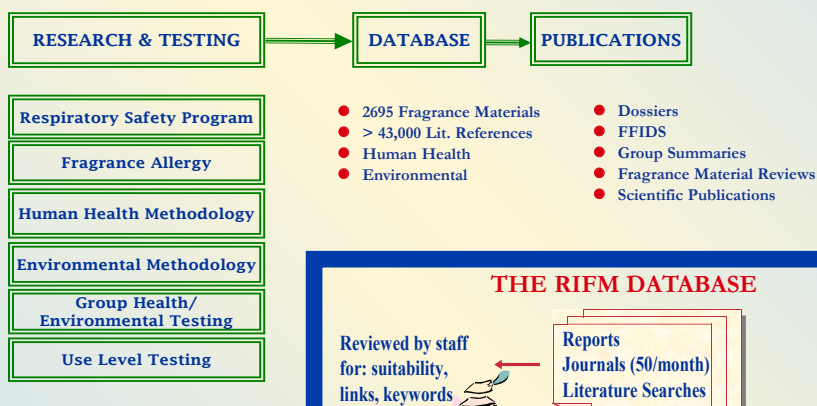 RESEARCH & TESTING
DATABASE
PUBLICATIONS
Respiratory Safety Program
Fragrance Allergy
Human Health Methodology
Environmental Methodology
Group Health/
Environmental Testing
Use Level Testing
2695 Fragrance Materials
> 43,000 Lit. References
Human Health
Environmental
Dossiers
FFIDS
Group Summaries
Fragrance Material Reviews
Scientific Publications
THE RIFM DATABASE
Reviewed by staff
for: suitability,
links, keywords
Reports
Journals (50/month)
Literature Searches